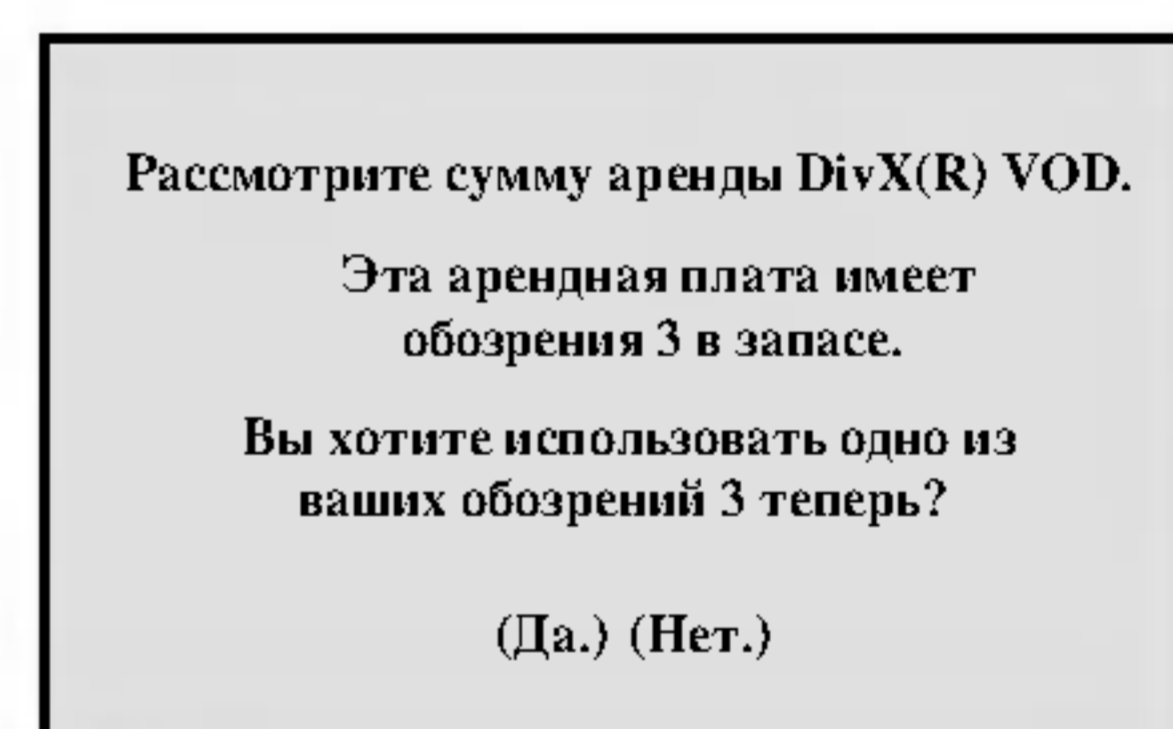 Рассмотрите сумму аренды DivX(R) VOD.
Эта арендная плата имеет
обозрения 3 в запасе.
Вы хотите использовать одно из
ваших обозрений 3 теперь?
(Да.) (Нет.)